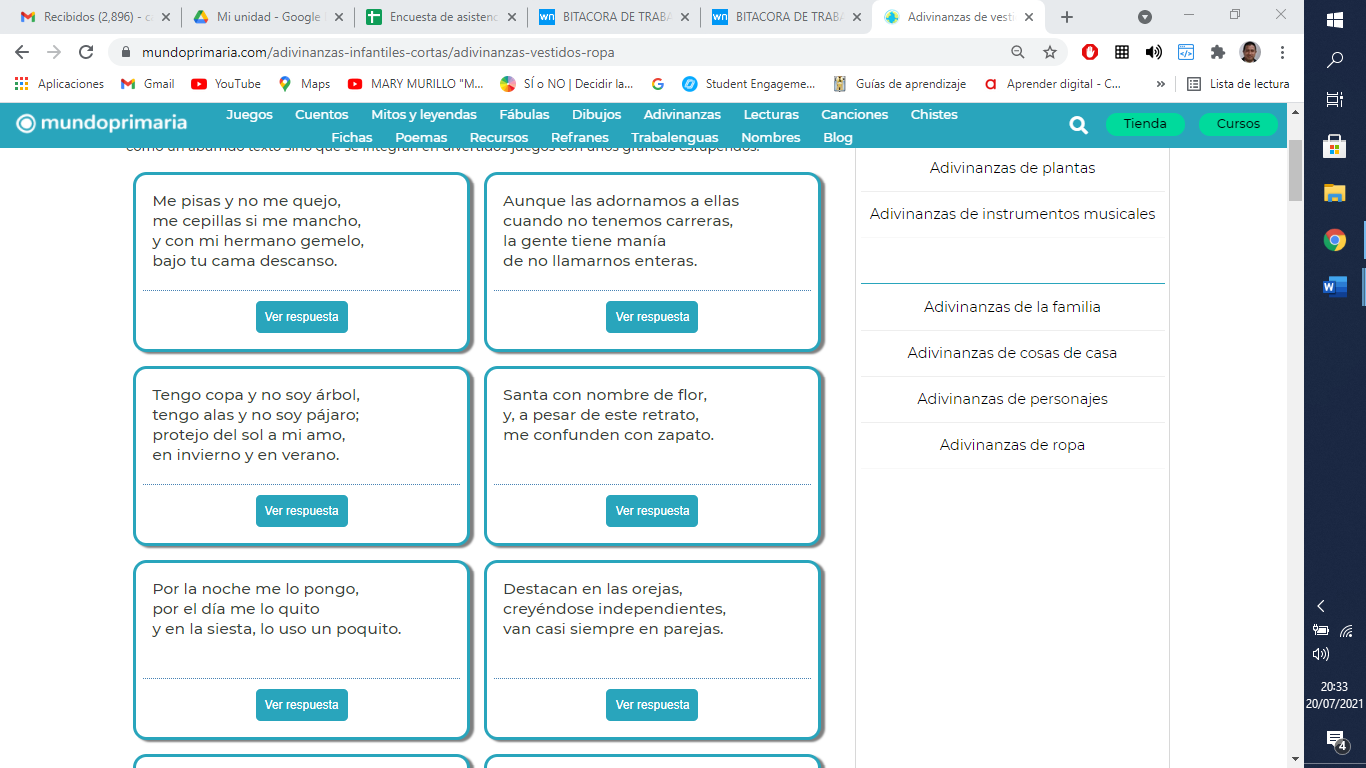 Recibidos (2,896) - c
Mi unidad - Google
Encuesta de asistenc
BITACORA DE TRABA
BITACORA DE TRABA
Adivinanzas de vesti
mundoprimaria.com/adivinanzas-infantiles-cortas/adivinanzas-vestidos-ropa
Aplicaciones
Gmail
YouTube
Maps
MARY MURILLO "M...
SÍ o NO | Decidir la...
Student Engageme...
Guías de aprendizaje
Aprender digital - C...
»
Lista de lectura
mundoprimaria
Juegos Cuentos Mitos y leyendas Fábulas Dibujos Adivinanzas Lecturas Canciones Chistes
Fichas Poemas Recursos Refranes Trabalenguas Nombres Blog
Tienda
Cursos
Me pisas y no me quejo,
me cepillas si me mancho,
y con mi hermano gemelo,
bajo tu cama descanso.
Ver respuesta
Aunque las adornamos a ellas
cuando no tenemos carreras,
la gente tiene manía
de no llamarnos enteras.
Ver respuesta
Tengo copa y no soy árbol,
tengo alas y no soy pájaro;
protejo del sol a mi amo,
en invierno y en verano.
Ver respuesta
Santa con nombre de flor,
y, a pesar de este retrato,
me confunden con zapato.
Ver respuesta
Por la noche me lo pongo,
por el día me lo quito
y en la siesta, lo uso un poquito.
Ver respuesta
Destacan en las orejas,
creyéndose independientes,
van casi siempre en parejas.
Ver respuesta
Adivinanzas de plantas
Adivinanzas de instrumentos musicales
Adivinanzas de la familia
Adivinanzas de cosas de casa
Adivinanzas de personajes
Adivinanzas de ropa
20:33
20/07/2021
4